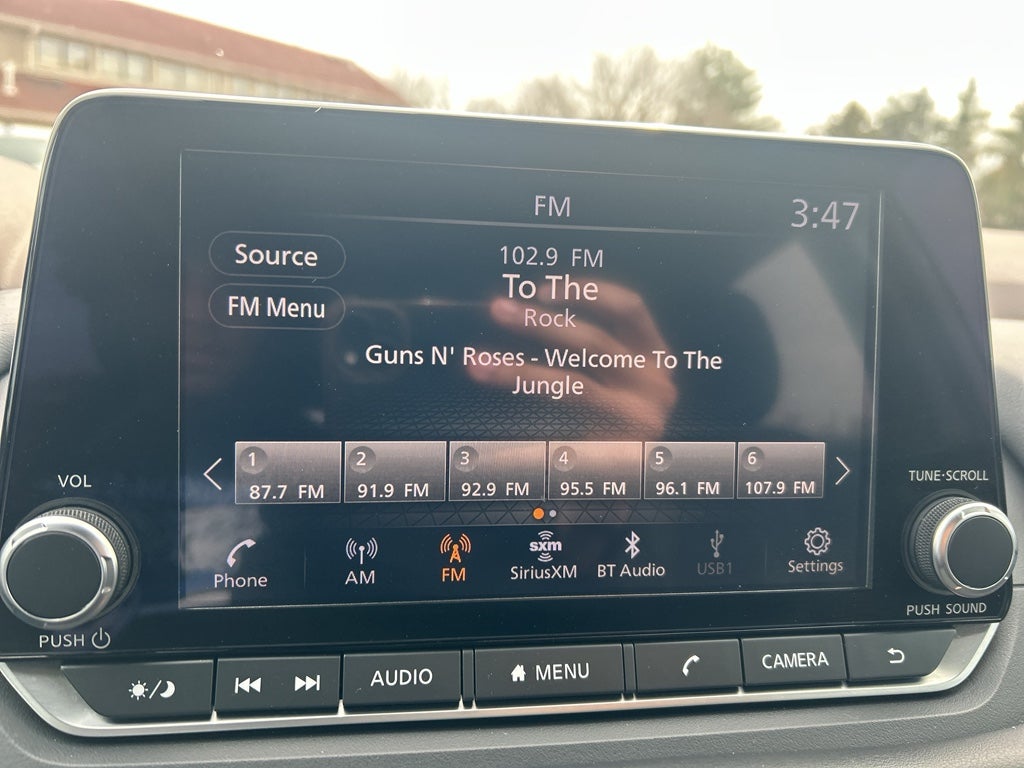 FM
3:47
Source
102.9 FM
To The
FM Menu
Rock
Guns N' Roses - Welcome To The
Jungle
1
2
3
4
5
6
87.7 FM
91.9 FM
92.9 FM
95.5 FM
96.1 FM
107.9 FM
VOL
TUNE·SCROLL
Phone
AM
FM
sxm
SiriusXM
BT Audio
USB1
Settings
PUSH
PUSH SOUND
AUDIO
MENU
CAMERA